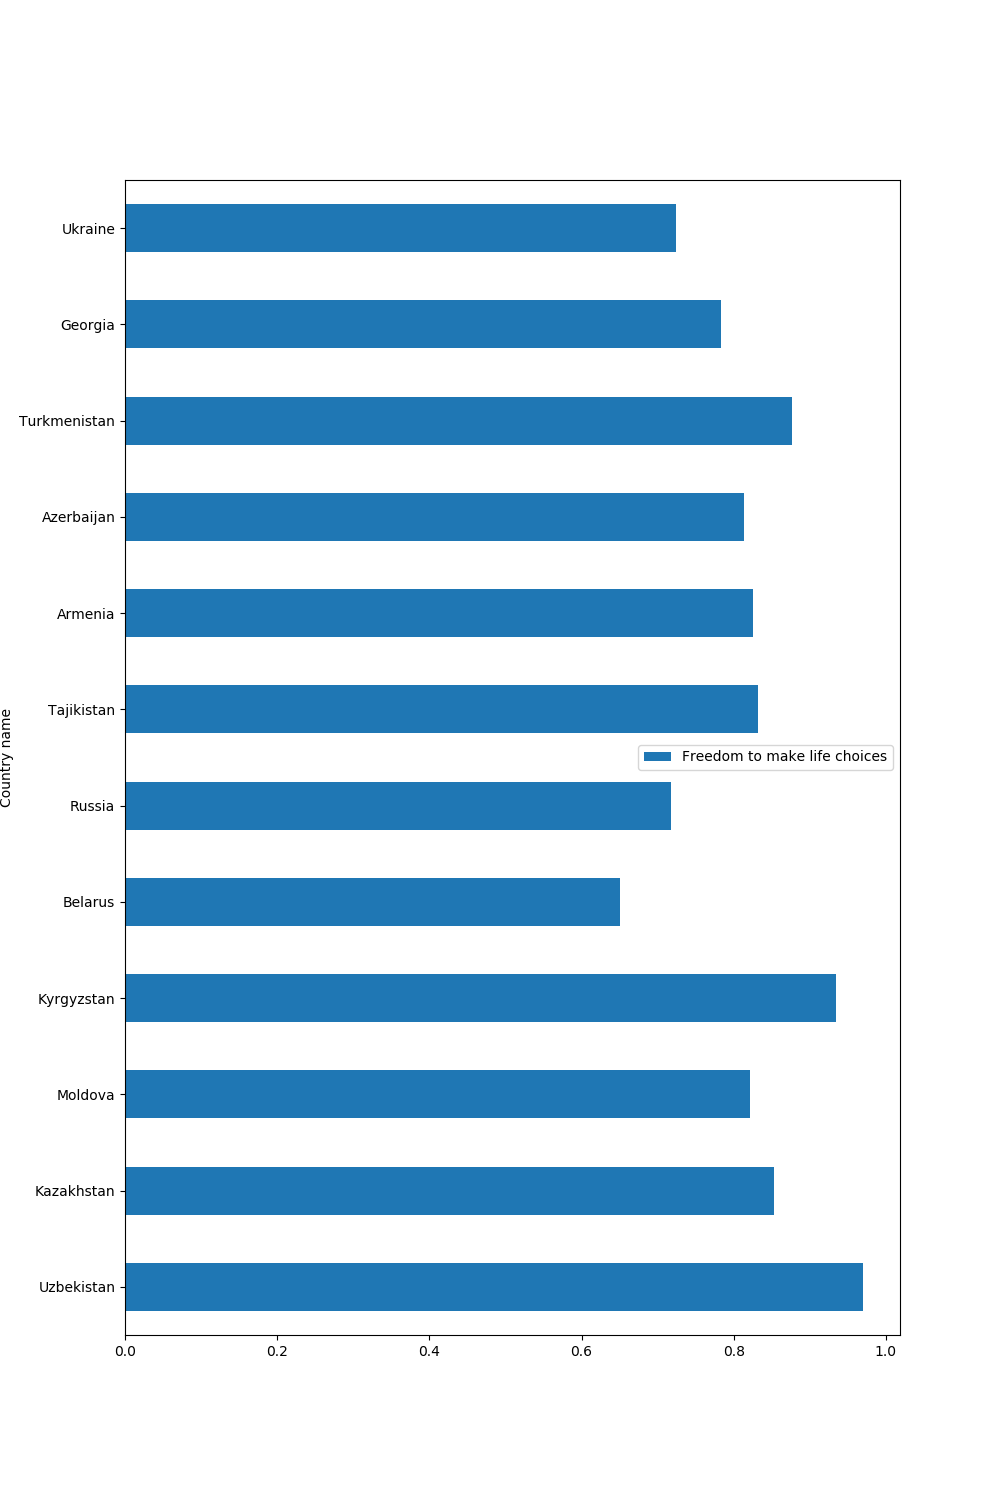 Ukraine
Georgia
Turkmenistan
Azerbaijan
Armenia
Tajikistan
Russia
Belarus
Kyrgyzstan
Moldova
Kazakhstan
Uzbekistan
Country name
Freedom to make life choices
0.0 0.2 0.4 0.6 0.8 1.0